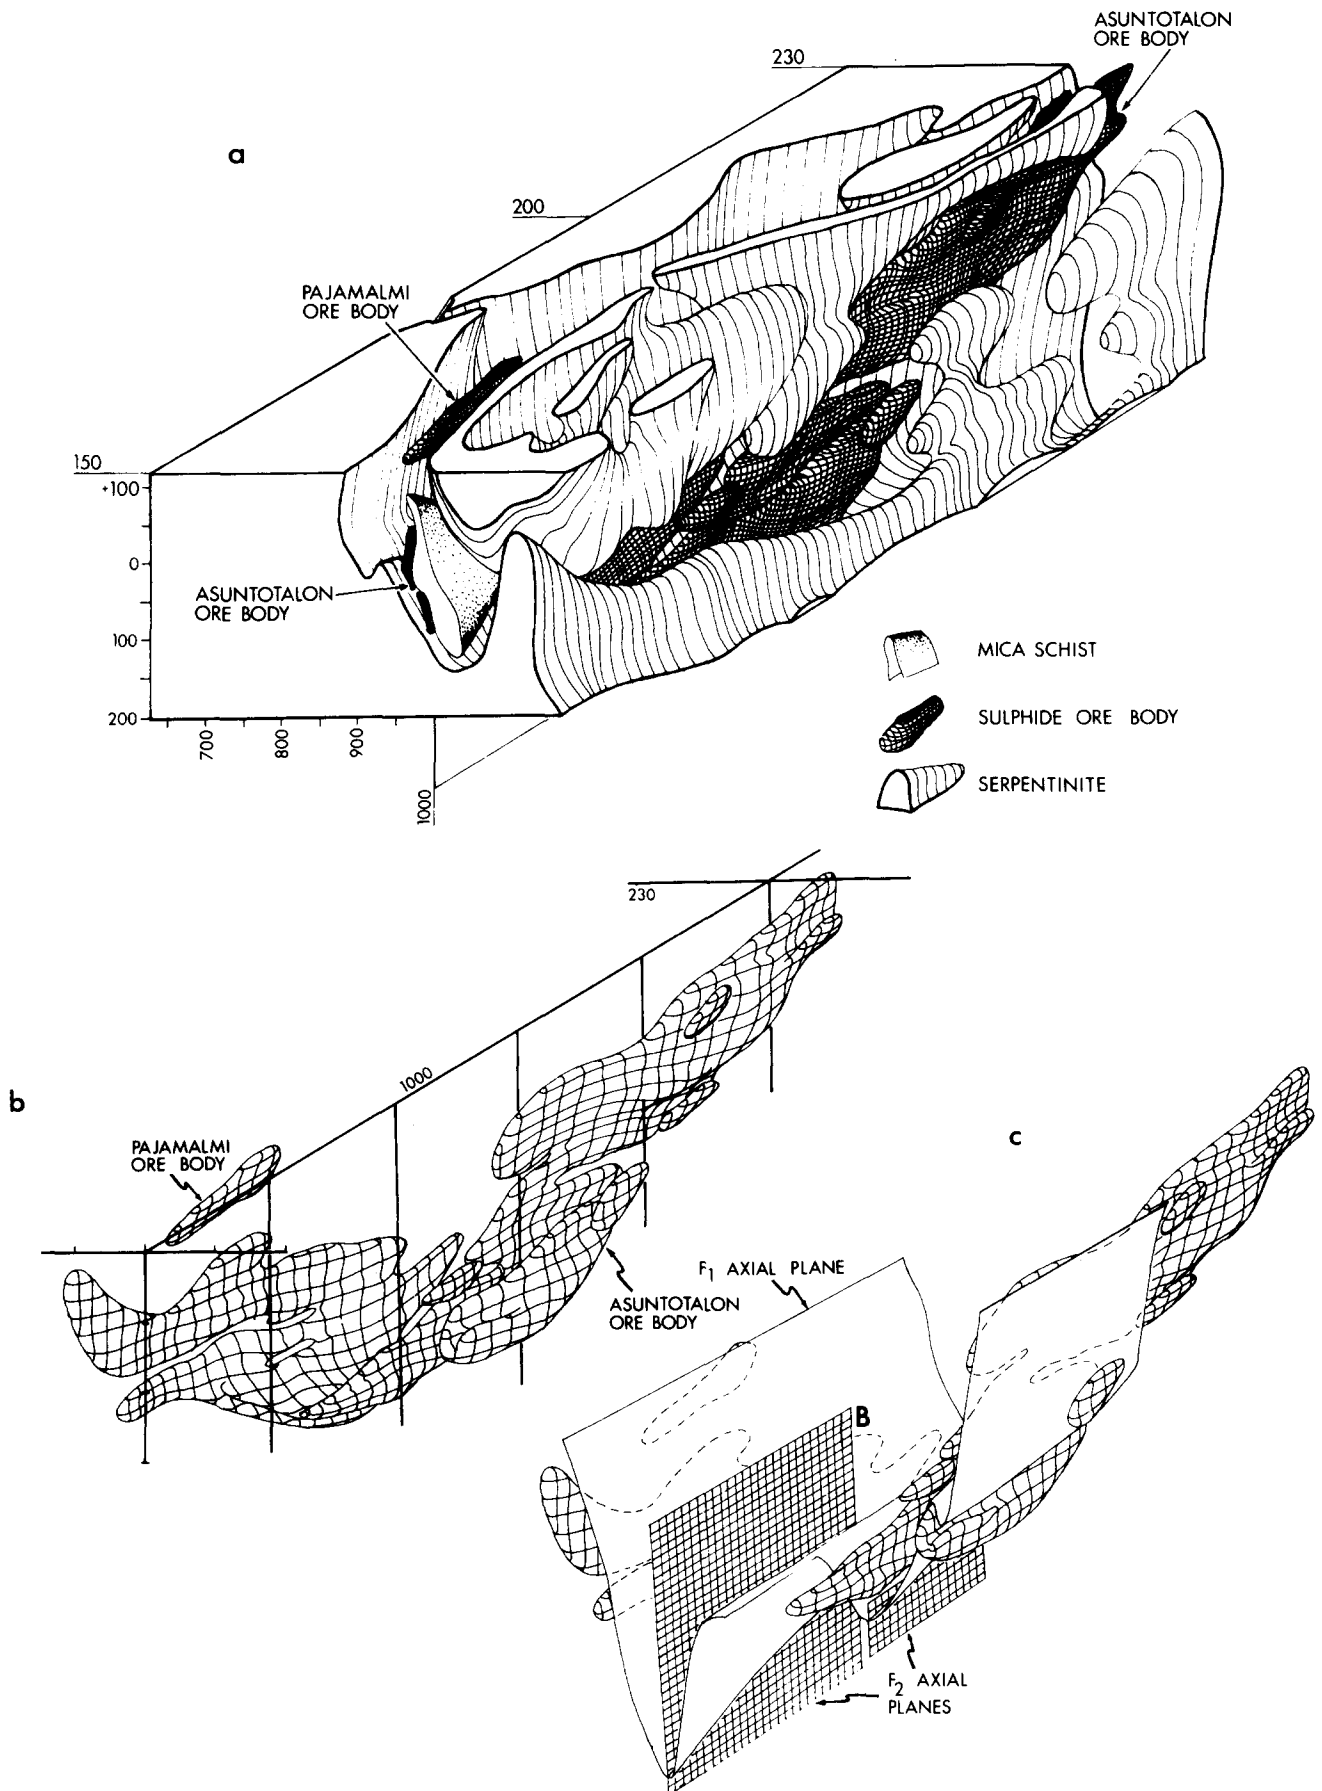 ASUNTOTALON
ORE BODY
230
a
200
PAJAMALMI
ORE BODY
150
+100
0
ASUNTOTALON
ORE BODY
100
200
700
800
900
1000
MICA SCHIST
SULPHIDE ORE BODY
SERPENTINITE
230
b
1000
PAJAMALMI
ORE BODY
c
F1 AXIAL PLANE
ASUNTOTALON
ORE BODY
B
F2 AXIAL
PLANES